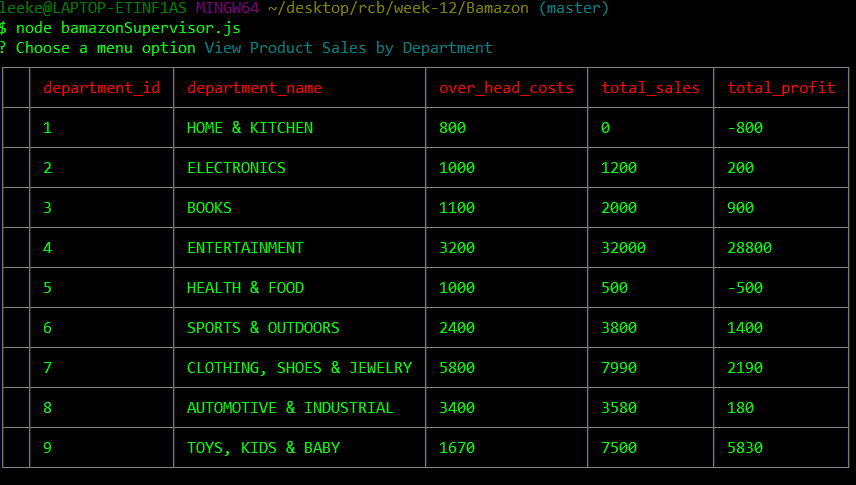 leeke@LAPTOP-ETINF1AS MINGW64 ~/desktop/rcb/week-12/Bamazon (master)
$ node bamazonSupervisor.js
? Choose a menu option View Product Sales by Department
department_id department_name over_head_costs total_sales total_profit
1 HOME & KITCHEN 800 0 -800
2 ELECTRONICS 1000 1200 200
3 BOOKS 1100 2000 900
4 ENTERTAINMENT 3200 32000 28800
5 HEALTH & FOOD 1000 500 -500
6 SPORTS & OUTDOORS 2400 3800 1400
7 CLOTHING, SHOES & JEWELRY 5800 7990 2190
8 AUTOMOTIVE & INDUSTRIAL 3400 3580 180
9 TOYS, KIDS & BABY 1670 7500 5830